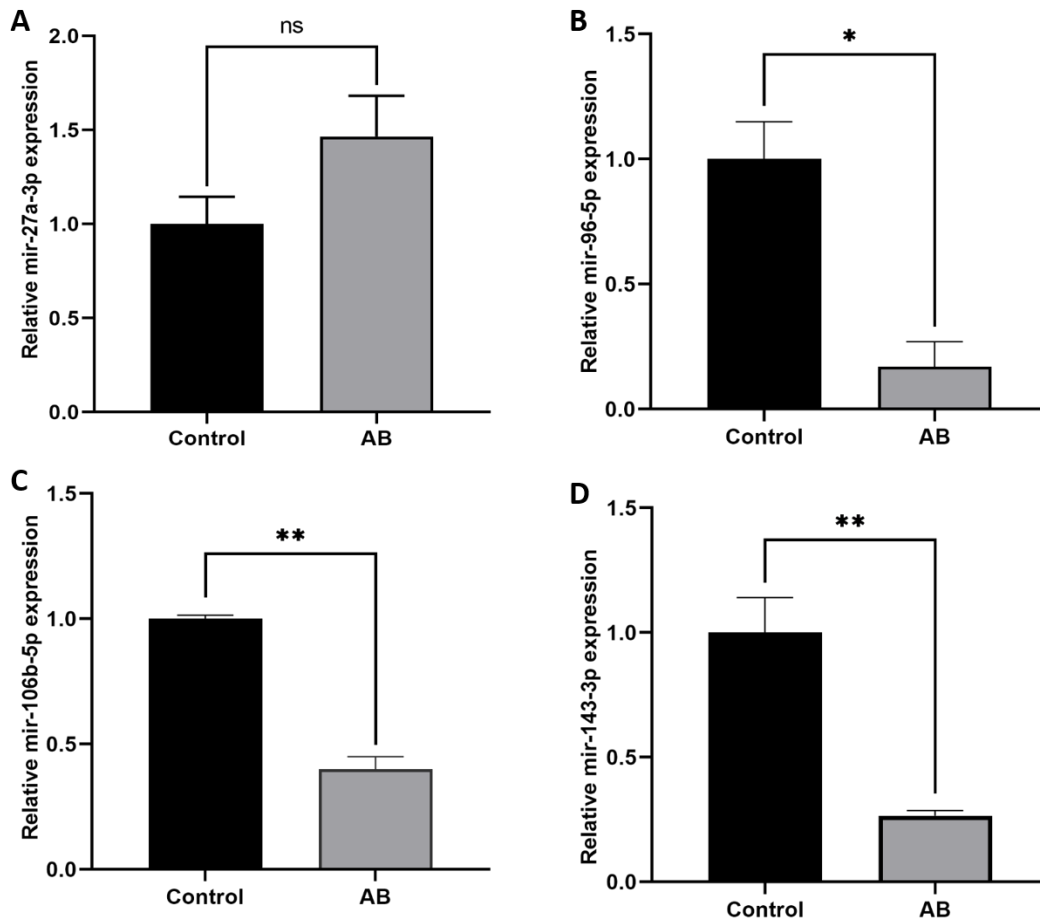 A
Relative mir-27a-3p expression
2.0
1.5
1.0
0.5
0.0
ns
Control
AB
B
Relative mir-96-5p expression
1.5
1.0
0.5
0.0
*
Control
AB
C
Relative mir-106b-5p expression
1.5
1.0
0.5
0.0
**
Control
AB
D
Relative mir-143-3p expression
1.5
1.0
0.5
0.0
**
Control
AB